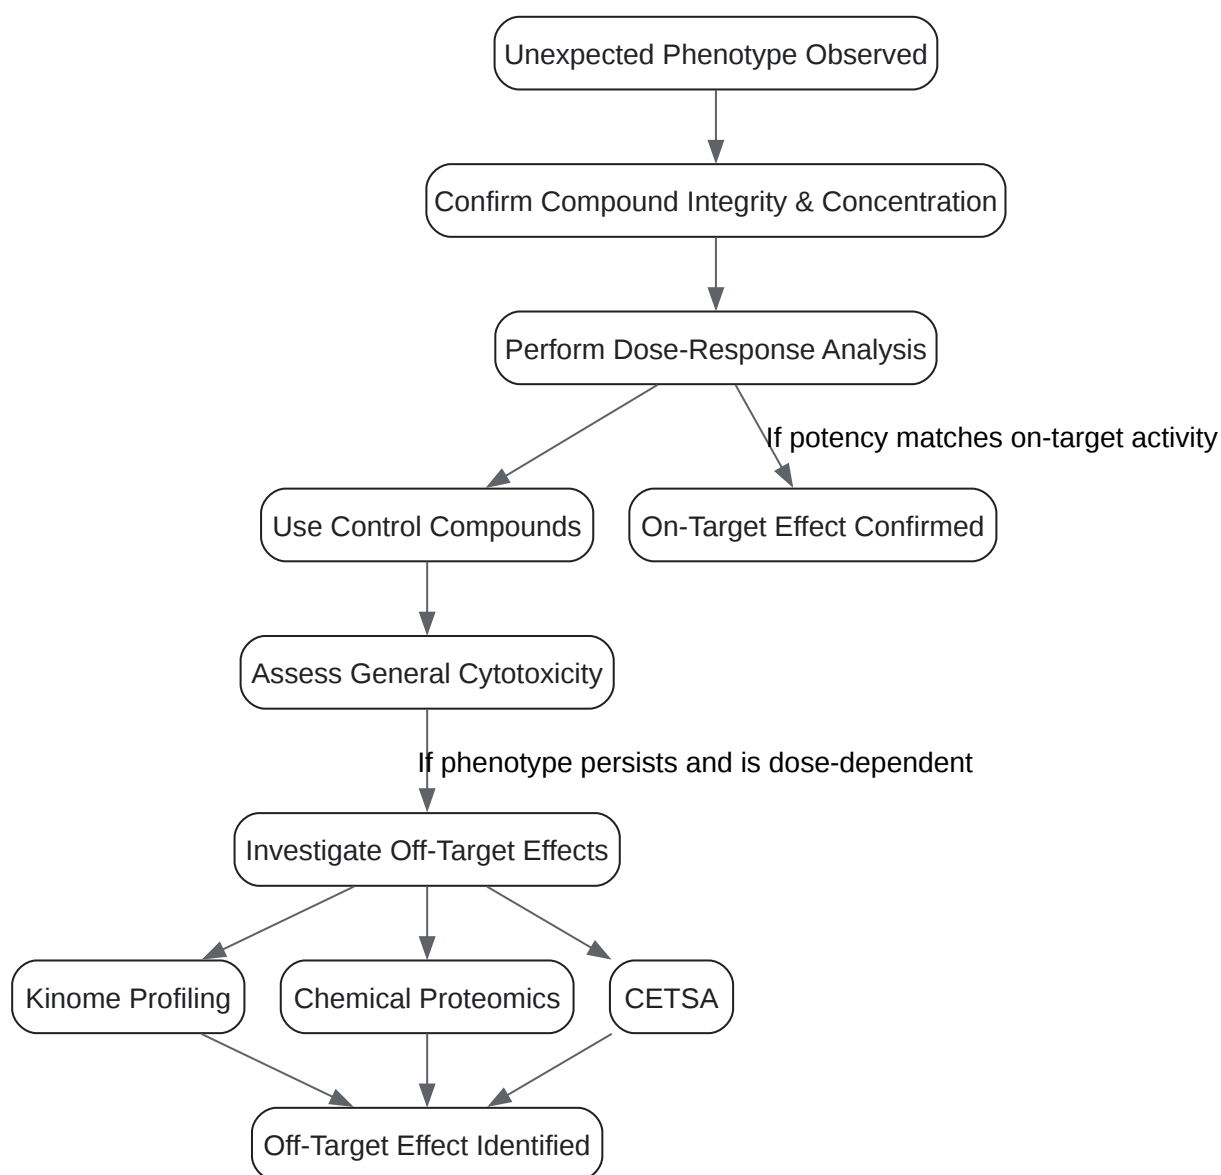 Unexpected Phenotype Observed
Confirm Compound Integrity & Concentration
Perform Dose-Response Analysis
If potency matches on-target activity
Use Control Compounds
On-Target Effect Confirmed
Assess General Cytotoxicity
If phenotype persists and is dose-dependent
Investigate Off-Target Effects
Kinome Profiling
Chemical Proteomics
CETSA
Off-Target Effect Identified